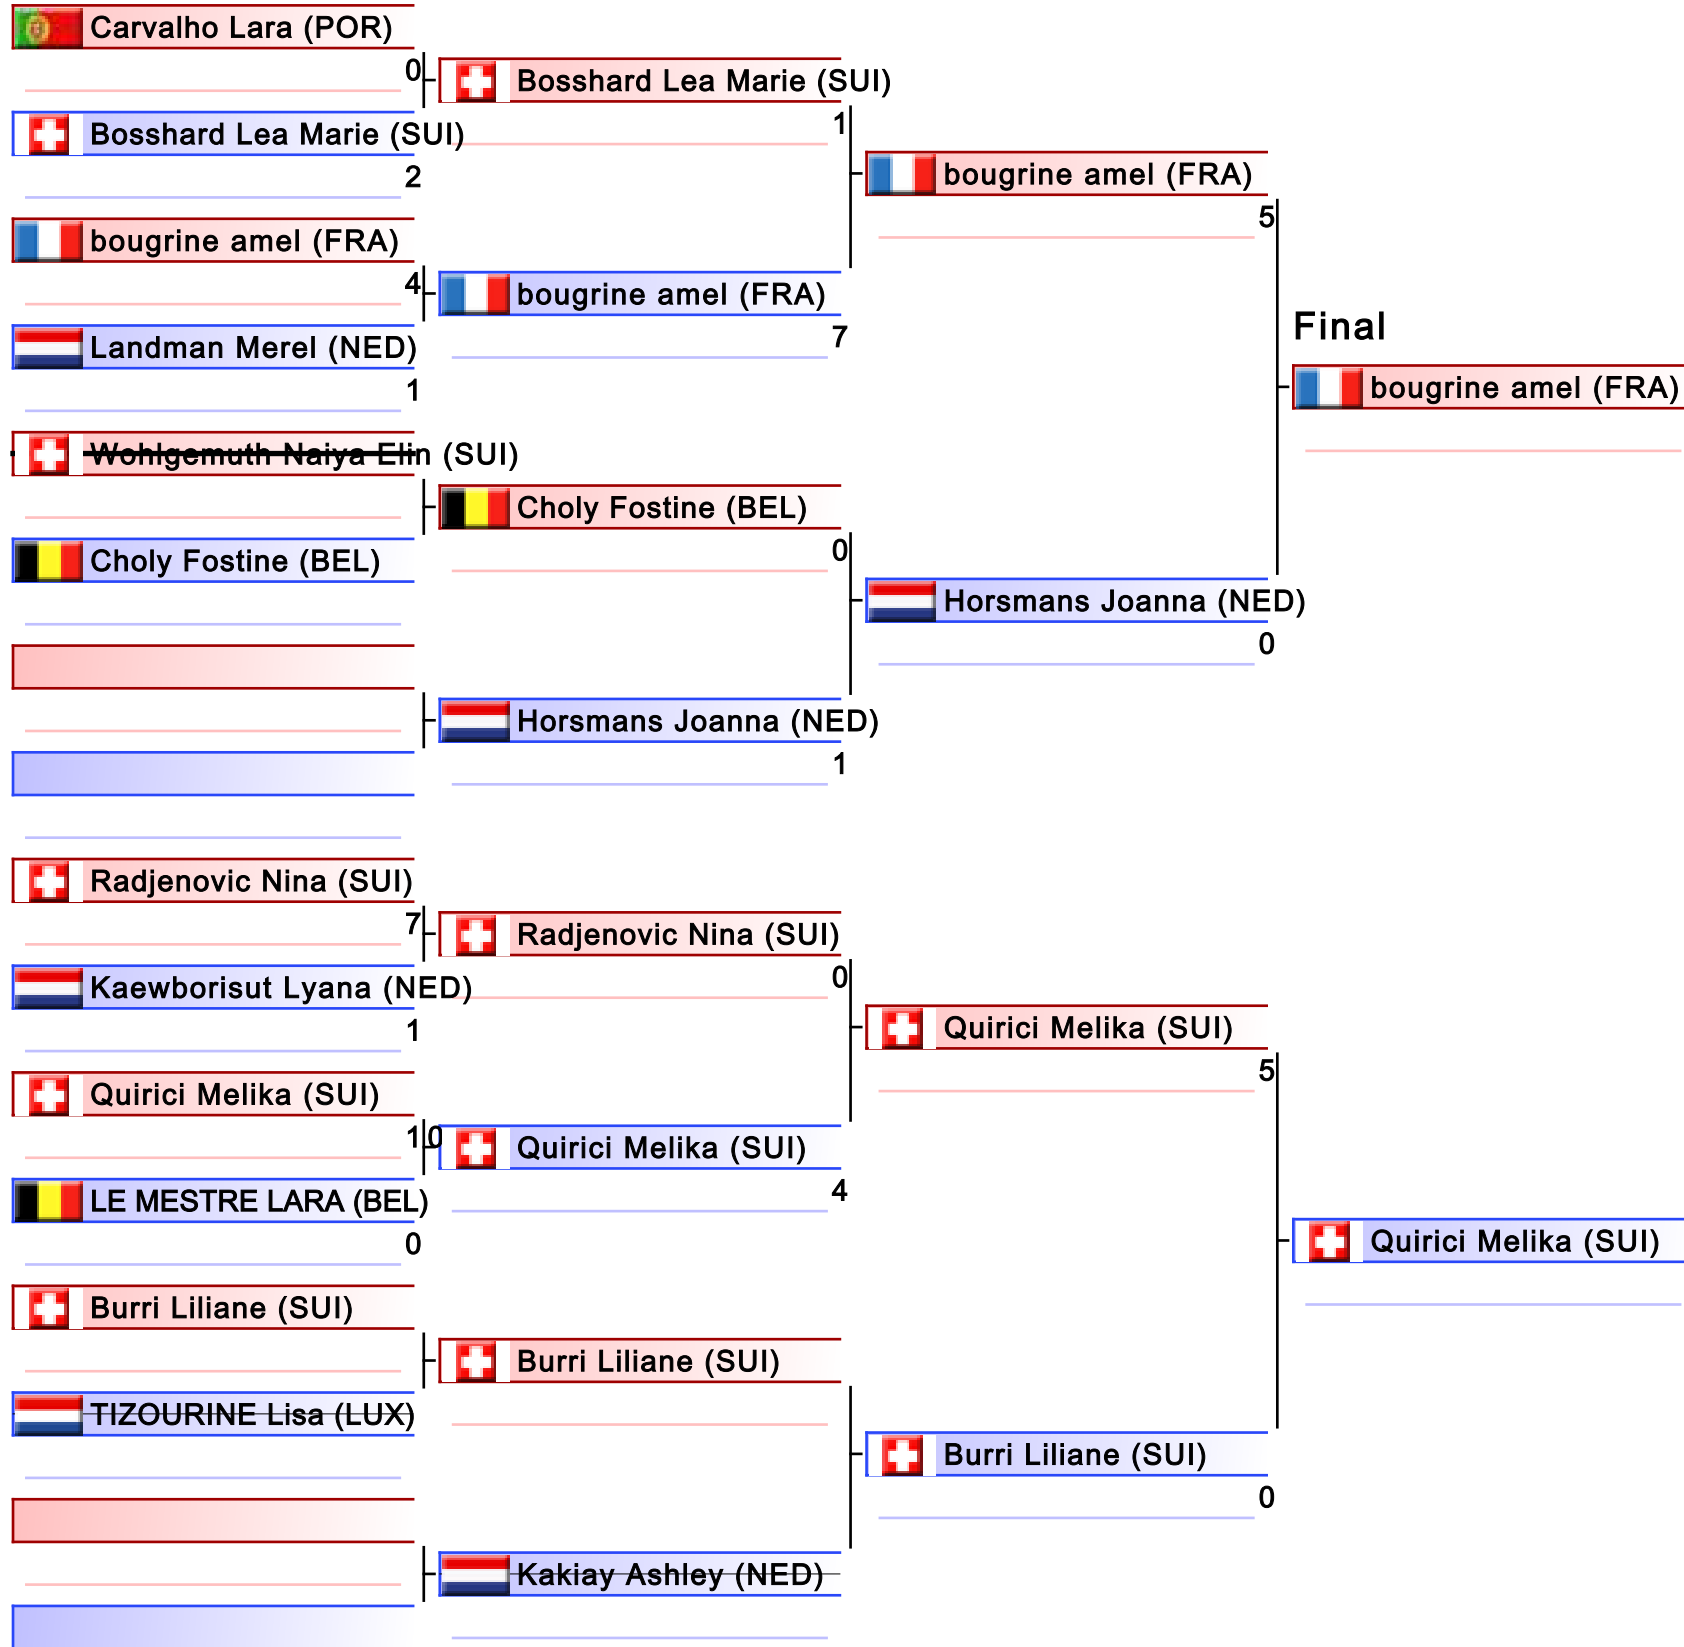 Carvalho Lara (POR)
0
Bosshard Lea Marie (SUI)
2
bougrine amel (FRA)
4
Landman Merel (NED)
1
Wohlgemuth Naiya Elin (SUI)
Choly Fostine (BEL)
Radjenovic Nina (SUI)
7
Kaewborisut Lyana (NED)
1
Quirici Melika (SUI)
10
LE MESTRE LARA (BEL)
0
Burri Liliane (SUI)
TIZOURINE Lisa (LUX)
Bosshard Lea Marie (SUI)
1
bougrine amel (FRA)
7
Choly Fostine (BEL)
0
Horsmans Joanna (NED)
1
Radjenovic Nina (SUI)
0
Quirici Melika (SUI)
4
Burri Liliane (SUI)
Kakiay Ashley (NED)
bougrine amel (FRA)
5
Horsmans Joanna (NED)
0
Quirici Melika (SUI)
5
Burri Liliane (SUI)
0
Final
bougrine amel (FRA)
Quirici Melika (SUI)